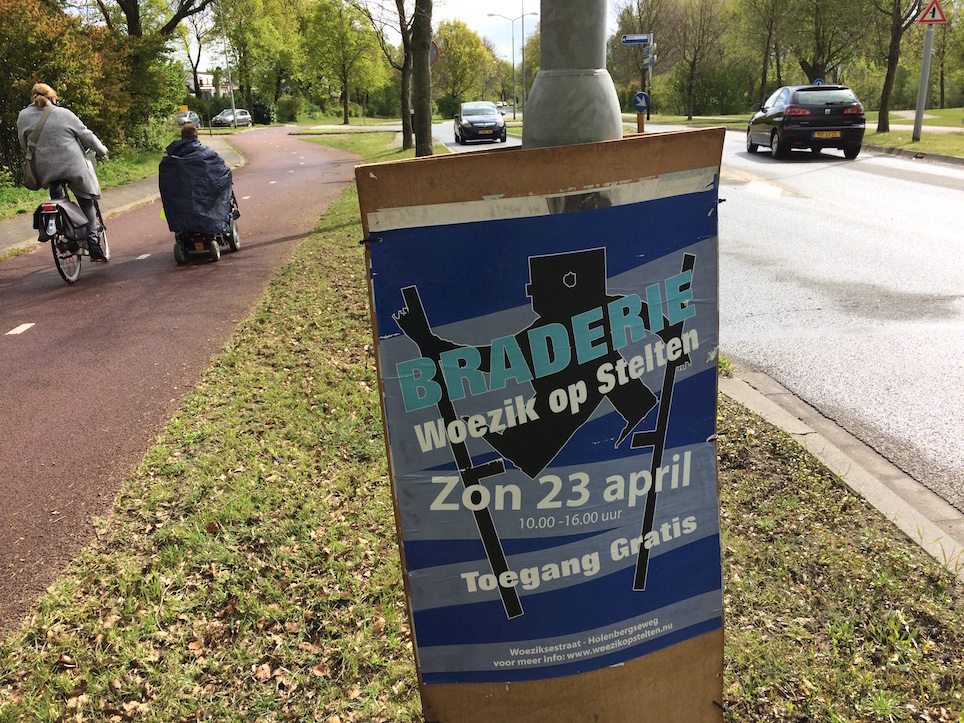 BRADERIE
Woezik op Stelten
Zon 23 april
10.00 -16.00 uur
Toegang Gratis
Woeziksestraat - Holenbergseweg
voor meer info: www.woezikopstelten.nu